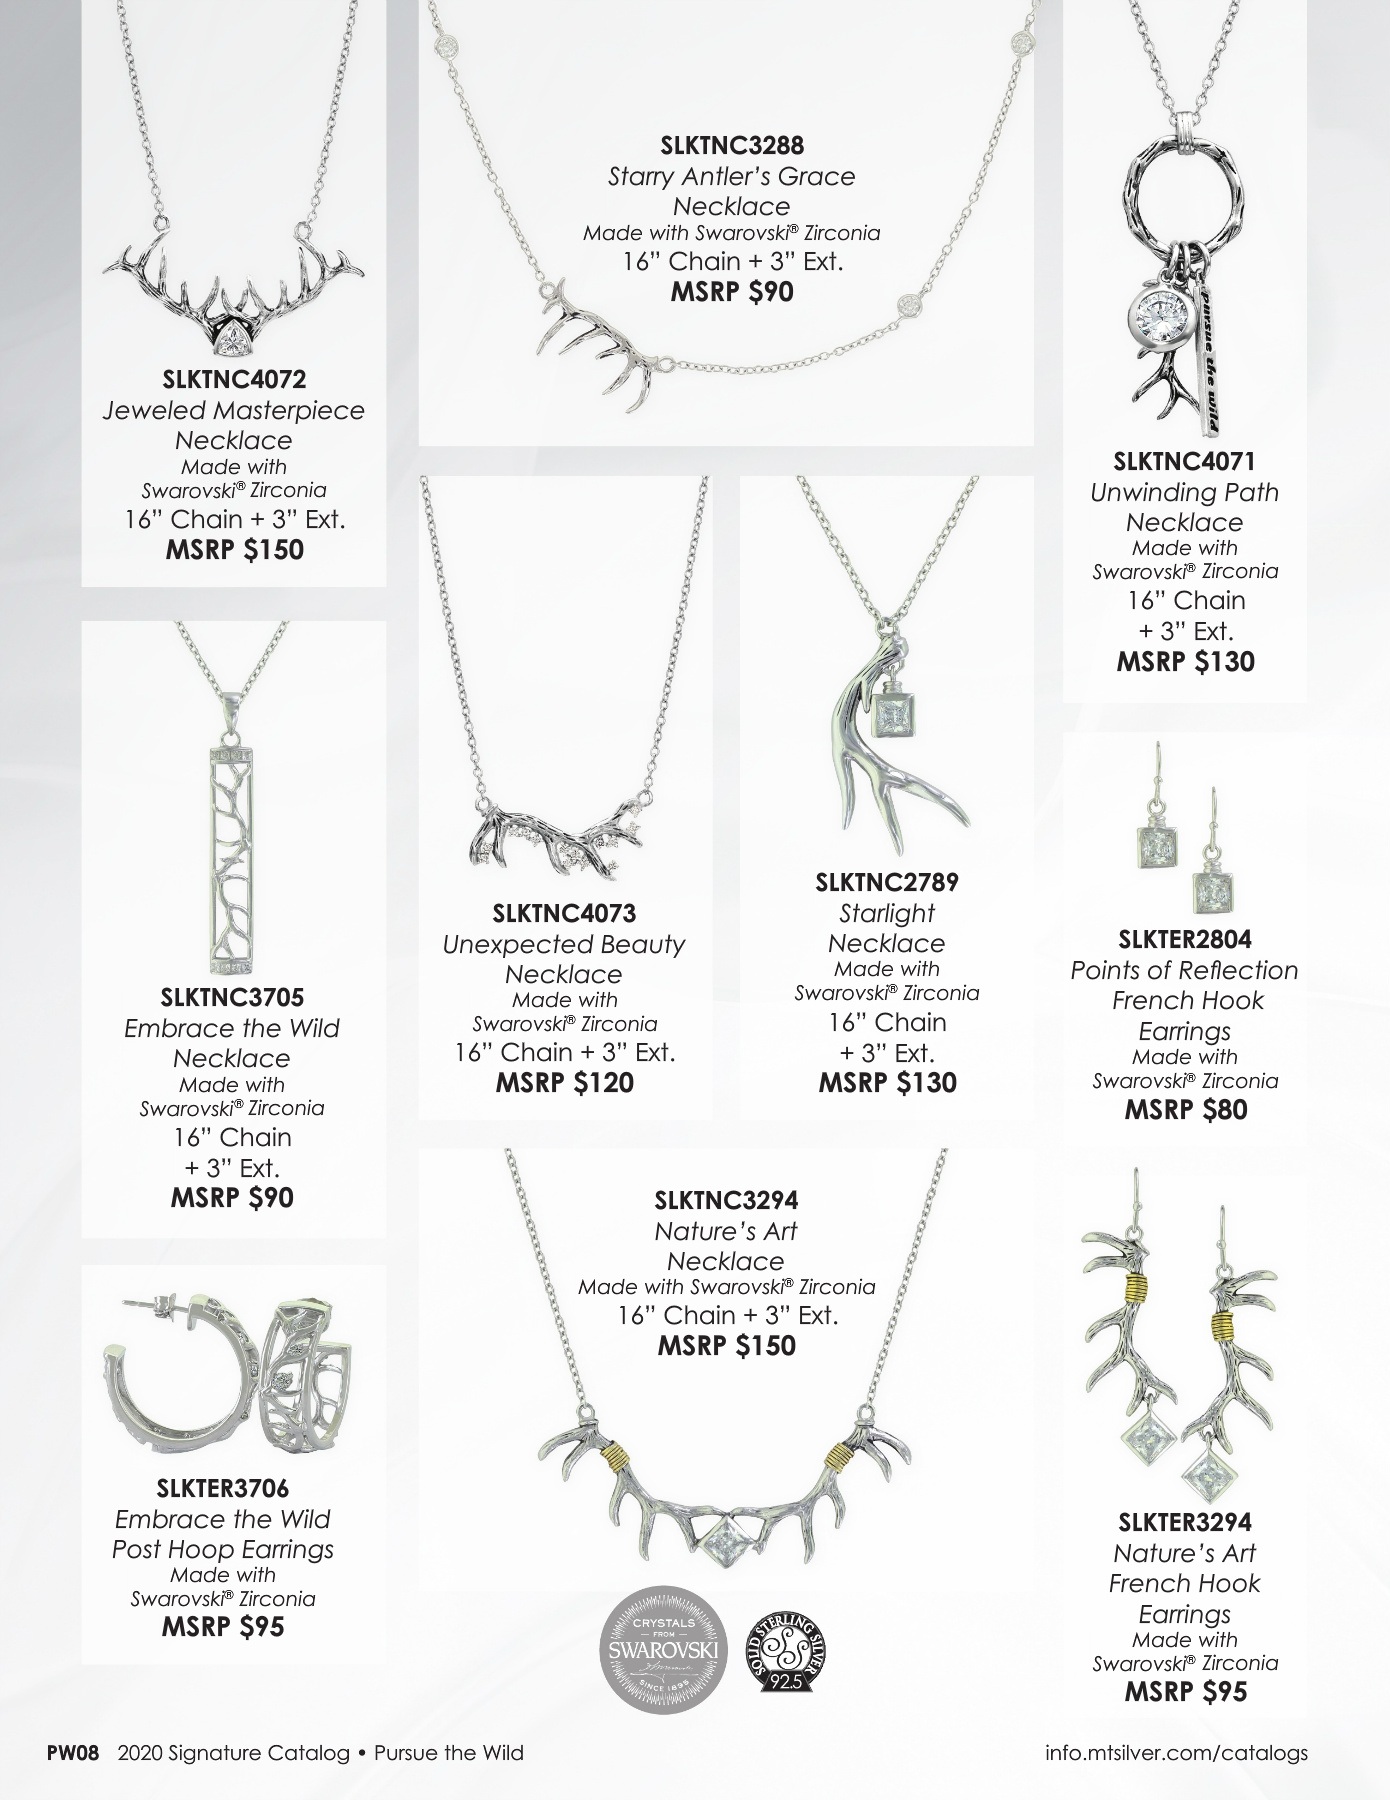 SLKTNC4072
Jeweled Masterpiece
Necklace
Made with
Swarovski® Zirconia
16” Chain + 3” Ext.
MSRP $150
SLKTNC3288
Starry Antler’s Grace
Necklace
Made with Swarovski® Zirconia
16” Chain + 3” Ext.
MSRP $90
pursue the wild
SLKTNC4071
Unwinding Path
Necklace
Made with
Swarovski® Zirconia
16” Chain
+ 3” Ext.
MSRP $130
SLKTNC3705
Embrace the Wild
Necklace
Made with
Swarovski® Zirconia
16” Chain
+ 3” Ext.
MSRP $90
SLKTNC4073
Unexpected Beauty
Necklace
Made with
Swarovski® Zirconia
16” Chain + 3” Ext.
MSRP $120
SLKTNC2789
Starlight
Necklace
Made with
Swarovski® Zirconia
16” Chain
+ 3” Ext.
MSRP $130
SLKTER2804
Points of Reflection
French Hook
Earrings
Made with
Swarovski® Zirconia
MSRP $80
SLKTER3706
Embrace the Wild
Post Hoop Earrings
Made with
Swarovski® Zirconia
MSRP $95
SLKTNC3294
Nature’s Art
Necklace
Made with Swarovski® Zirconia
16” Chain + 3” Ext.
MSRP $150
SLKTER3294
Nature’s Art
French Hook
Earrings
Made with
Swarovski® Zirconia
MSRP $95
CRYSTALS
FROM
SWAROVSKI
SINCE 1895
SOLID STERLING SILVER
92.5
PW08 2020 Signature Catalog • Pursue the Wild
info.mtsilver.com/catalogs